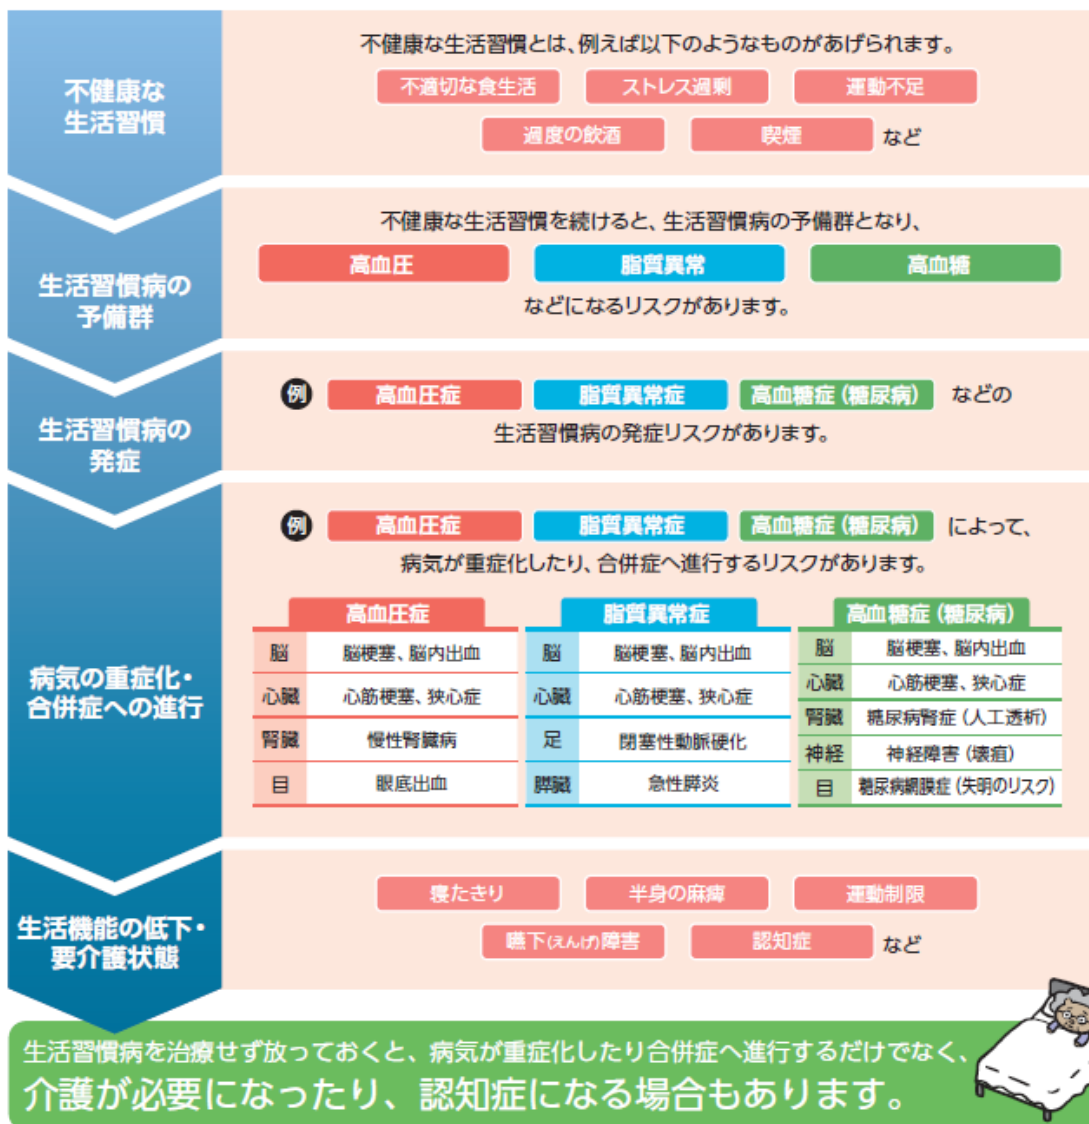 不健康な
生活習慣
不健康な生活習慣とは、例えば以下のようなものがあげられます。
不適切な食生活 ストレス過剰 運動不足
過度の飲酒 喫煙 など
生活習慣病の
予備群
不健康な生活習慣を続けると、生活習慣病の予備群となり、
高血圧 脂質異常 高血糖
などになるリスクがあります。
生活習慣病の
発症
例 高血圧症 脂質異常症 高血糖症(糖尿病) などの
生活習慣病の発症リスクがあります。
病気の重症化・
合併症への進行
例 高血圧症 脂質異常症 高血糖症(糖尿病) によって、
病気が重症化したり、合併症へ進行するリスクがあります。
高血圧症
脳 脳梗塞、脳内出血
心臓 心筋梗塞、狭心症
腎臓 慢性腎臓病
目 眼底出血
脂質異常症
脳 脳梗塞、脳内出血
心臓 心筋梗塞、狭心症
足 閉塞性動脈硬化
膵臓 急性膵炎
高血糖症(糖尿病)
脳 脳梗塞、脳内出血
心臓 心筋梗塞、狭心症
腎臓 糖尿病腎症(人工透析)
神経 神経障害(壊疽)
目 糖尿病網膜症(失明のリスク)
生活機能の低下・
要介護状態
寝たきり 半身の麻痺 運動制限
嚥下(えんげ)障害 認知症 など
生活習慣病を治療せず放っておくと、病気が重症化したり合併症へ進行するだけでなく、
介護が必要になったり、認知症になる場合もあります。